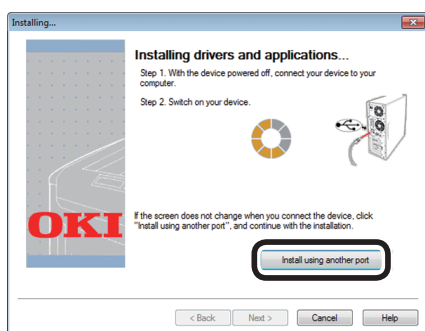 Installing...
Installing drivers and applications...
Step 1. With the device powered off, connect your device to your
computer.
Step 2. Switch on your device.
OKI
If the screen does not change when you connect the device, click
"Install using another port", and continue with the installation.
Install using another port
< Back
Next >
Cancel
Help